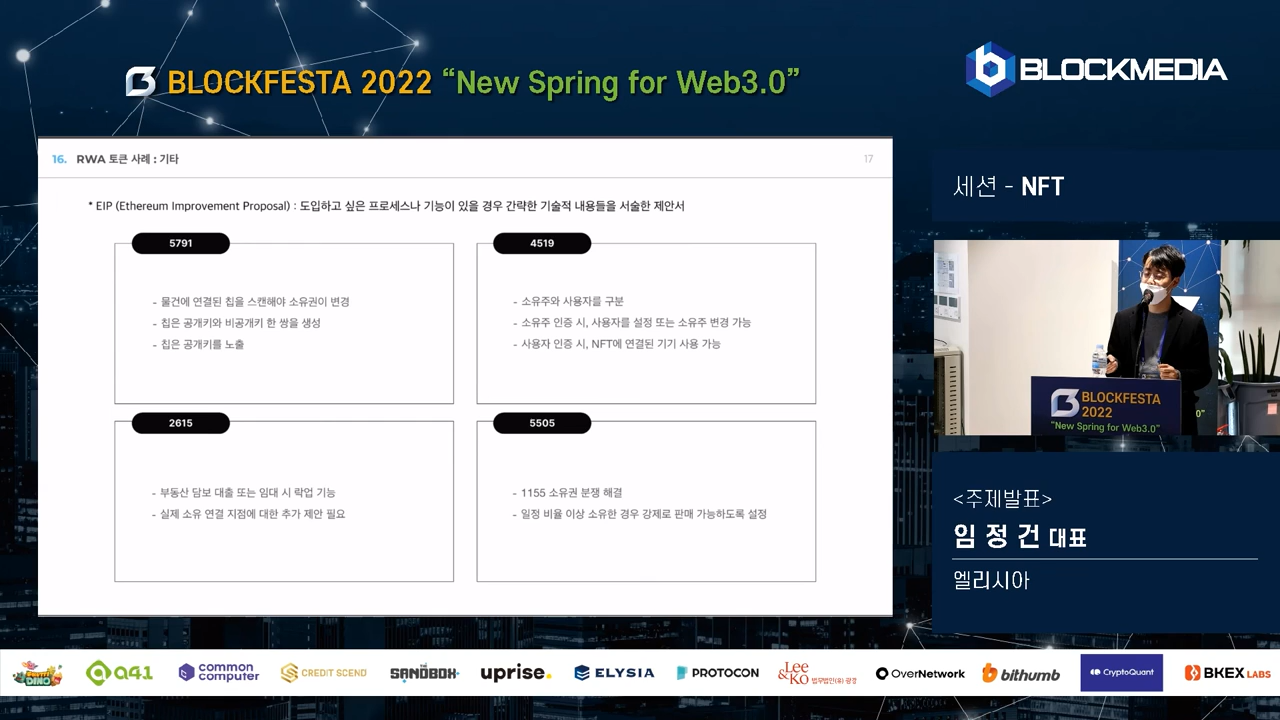 BLOCKFESTA 2022 “New Spring for Web3.0”
BLOCKMEDIA
16. RWA 토큰 사례 : 기타
17
* EIP (Ethereum Improvement Proposal) : 도입하고 싶은 프로세스나 기능이 있을 경우 간략한 기술적 내용들을 서술한 제안서
5791
- 물건에 연결된 칩을 스캔해야 소유권이 변경
- 칩은 공개키와 비공개키 한 쌍을 생성
- 칩은 공개키를 노출
4519
- 소유주와 사용자를 구분
- 소유주 인증 시, 사용자를 설정 또는 소유주 변경 가능
- 사용자 인증 시, NFT에 연결된 기기 사용 가능
2615
- 부동산 담보 대출 또는 임대 시 락업 기능
- 실제 소유 연결 지점에 대한 추가 제안 필요
5505
- 1155 소유권 분쟁 해결
- 일정 비율 이상 소유한 경우 강제로 판매 가능하도록 설정
세션 - NFT
BLOCKFESTA
2022
“New Spring for Web3.0”
0”
<주제발표>
임 정 건 대표
엘리시아
DINO
a41
common computer
CREDIT SCEND
THE SANDBOX
uprise.
ELYSIA
PROTOCON
Lee &Ko 법무법인(유) 광장
OverNetwork
bithumb
CryptoQuant
BKEX LABS